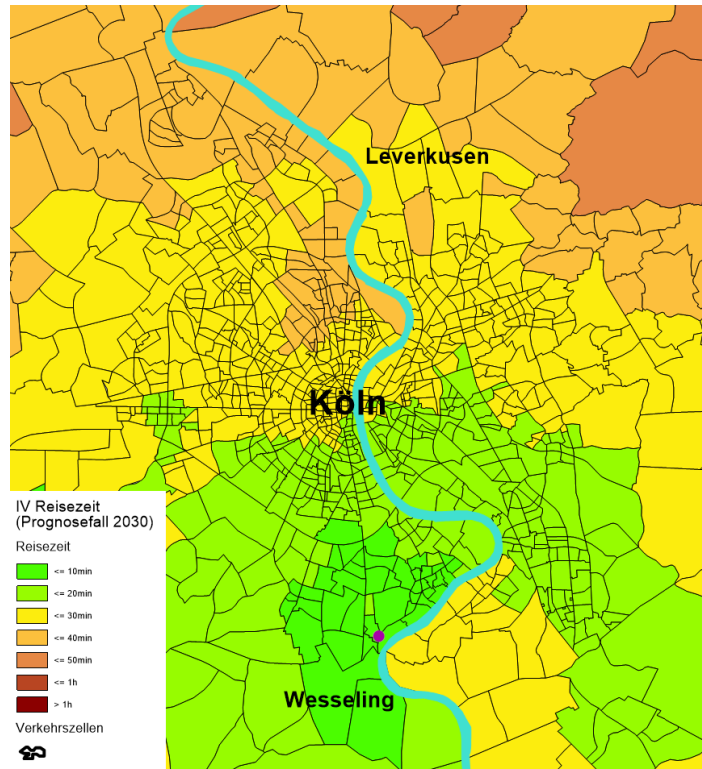 Leverkusen
Köln
Wesseling
IV Reisezeit
(Prognosefall 2030)
Reisezeit
<= 10min
<= 20min
<= 30min
<= 40min
<= 50min
<= 1h
> 1h
Verkehrszellen